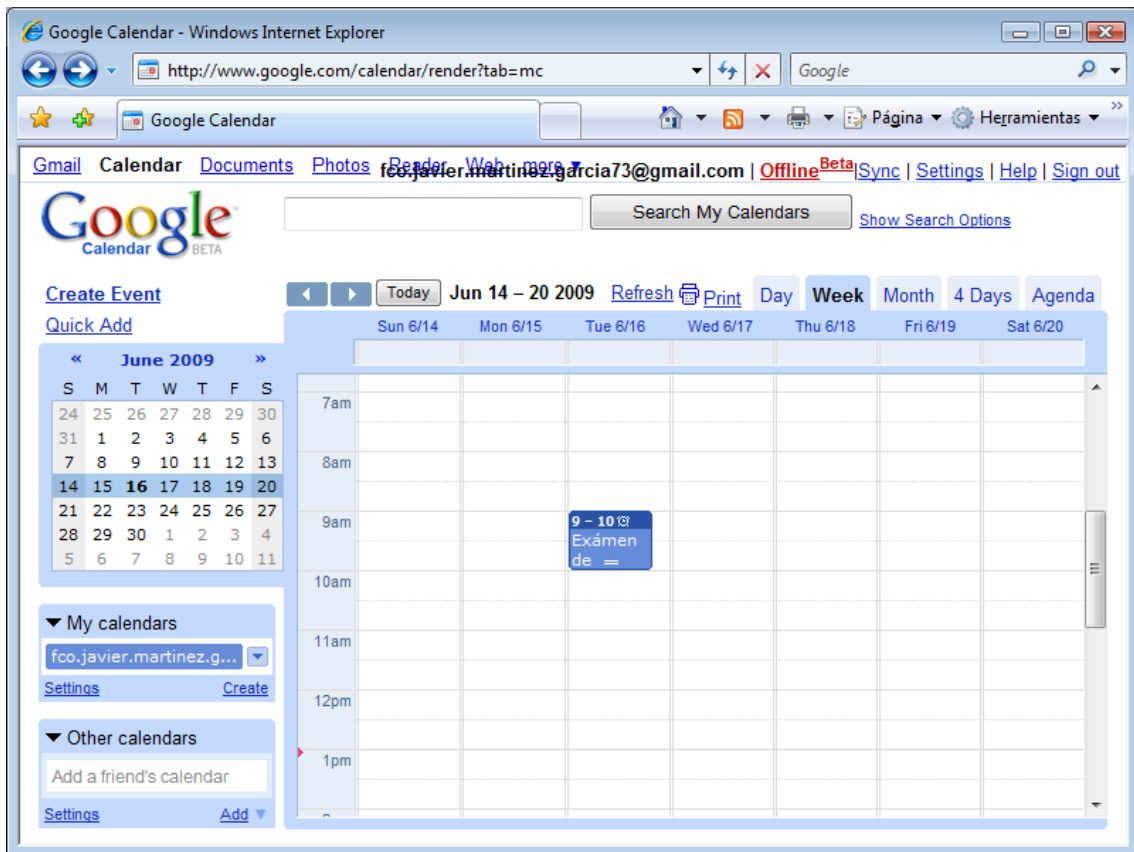 Google Calendar - Windows Internet Explorer
http://www.google.com/calendar/render?tab=mc
Google
Google Calendar
Página
Herramientas
Gmail Calendar Documents Photos Reader Web more
fco.javier.martinez.garcia73@gmail.com | Offline Beta | Sync | Settings | Help | Sign out
Google Calendar BETA
Search My Calendars
Show Search Options
Create Event
Quick Add
Today Jun 14 – 20 2009 Refresh Print Day Week Month 4 Days Agenda
« June 2009 »
S M T W T F S
24 25 26 27 28 29 30
31 1 2 3 4 5 6
7 8 9 10 11 12 13
14 15 16 17 18 19 20
21 22 23 24 25 26 27
28 29 30 1 2 3 4
5 6 7 8 9 10 11
My calendars
fco.javier.martinez.g...
Settings Create
Other calendars
Add a friend's calendar
Settings Add
Sun 6/14 Mon 6/15 Tue 6/16 Wed 6/17 Thu 6/18 Fri 6/19 Sat 6/20
7am
8am
9am
9 – 10
Exámen
de
10am
11am
12pm
1pm